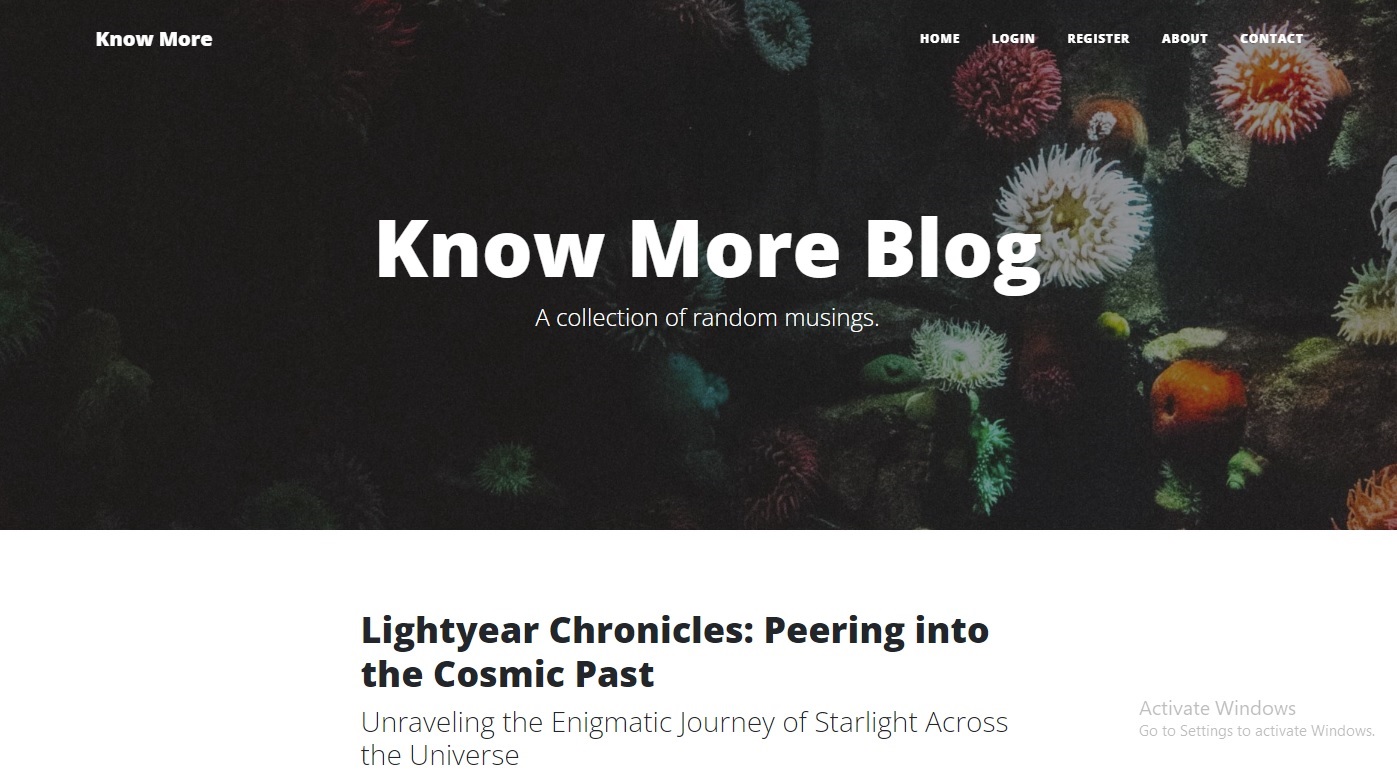 Know More
HOME LOGIN REGISTER ABOUT CONTACT
Know More Blog
A collection of random musings.
Lightyear Chronicles: Peering into
the Cosmic Past
Unraveling the Enigmatic Journey of Starlight Across
the Universe
Activate Windows
Go to Settings to activate Windows.